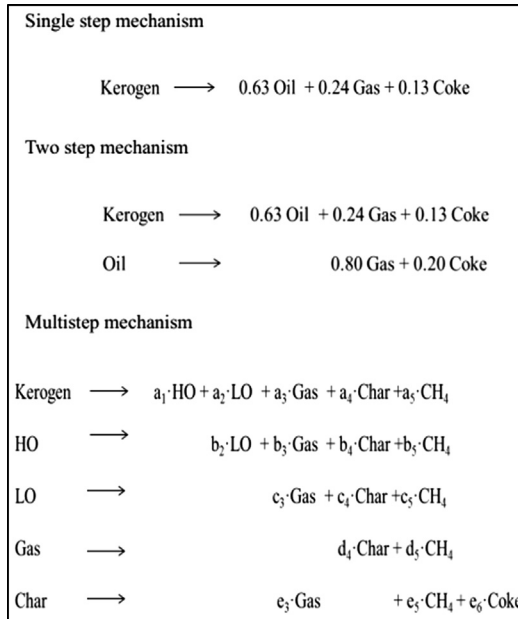 Single step mechanism
Kerogen ⟶ 0.63 Oil + 0.24 Gas + 0.13 Coke
Two step mechanism
Kerogen ⟶ 0.63 Oil + 0.24 Gas + 0.13 Coke
Oil ⟶ 0.80 Gas + 0.20 Coke
Multistep mechanism
Kerogen ⟶ a₁·HO + a₂·LO + a₃·Gas + a₄·Char +a₅·CH₄
HO ⟶ b₂·LO + b₃·Gas + b₄·Char +b₅·CH₄
LO ⟶ c₃·Gas + c₄·Char +c₅·CH₄
Gas ⟶ d₄·Char + d₅·CH₄
Char ⟶ e₃·Gas + e₅·CH₄ + e₆·Coke